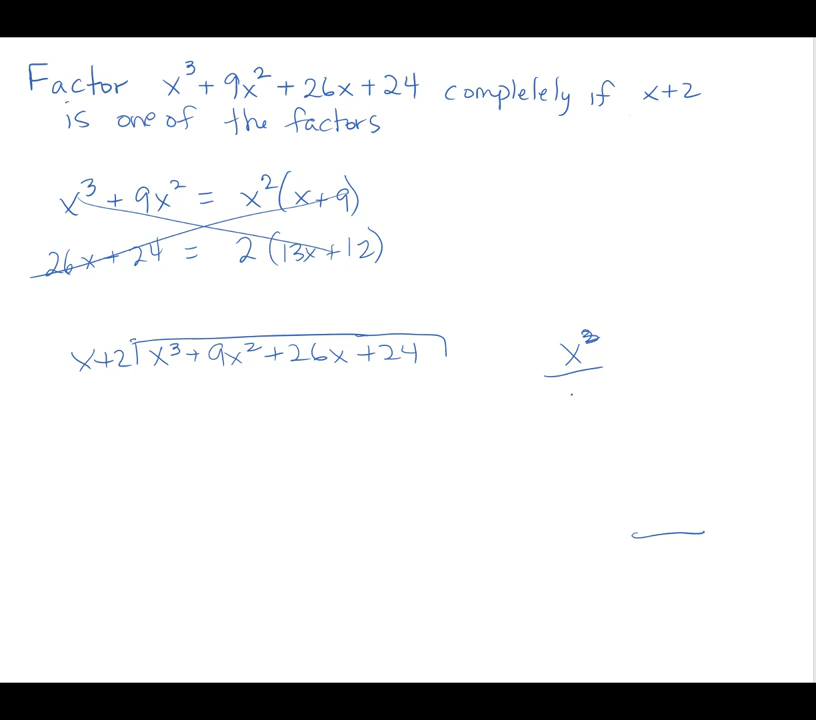 Factor x³ + 9x² + 26x + 24 completely if x+2
is one of the factors
x³ + 9x² = x²(x+9)
26x + 24 = 2(13x+12)
x+2 x³ + 9x² + 26x + 24
x³